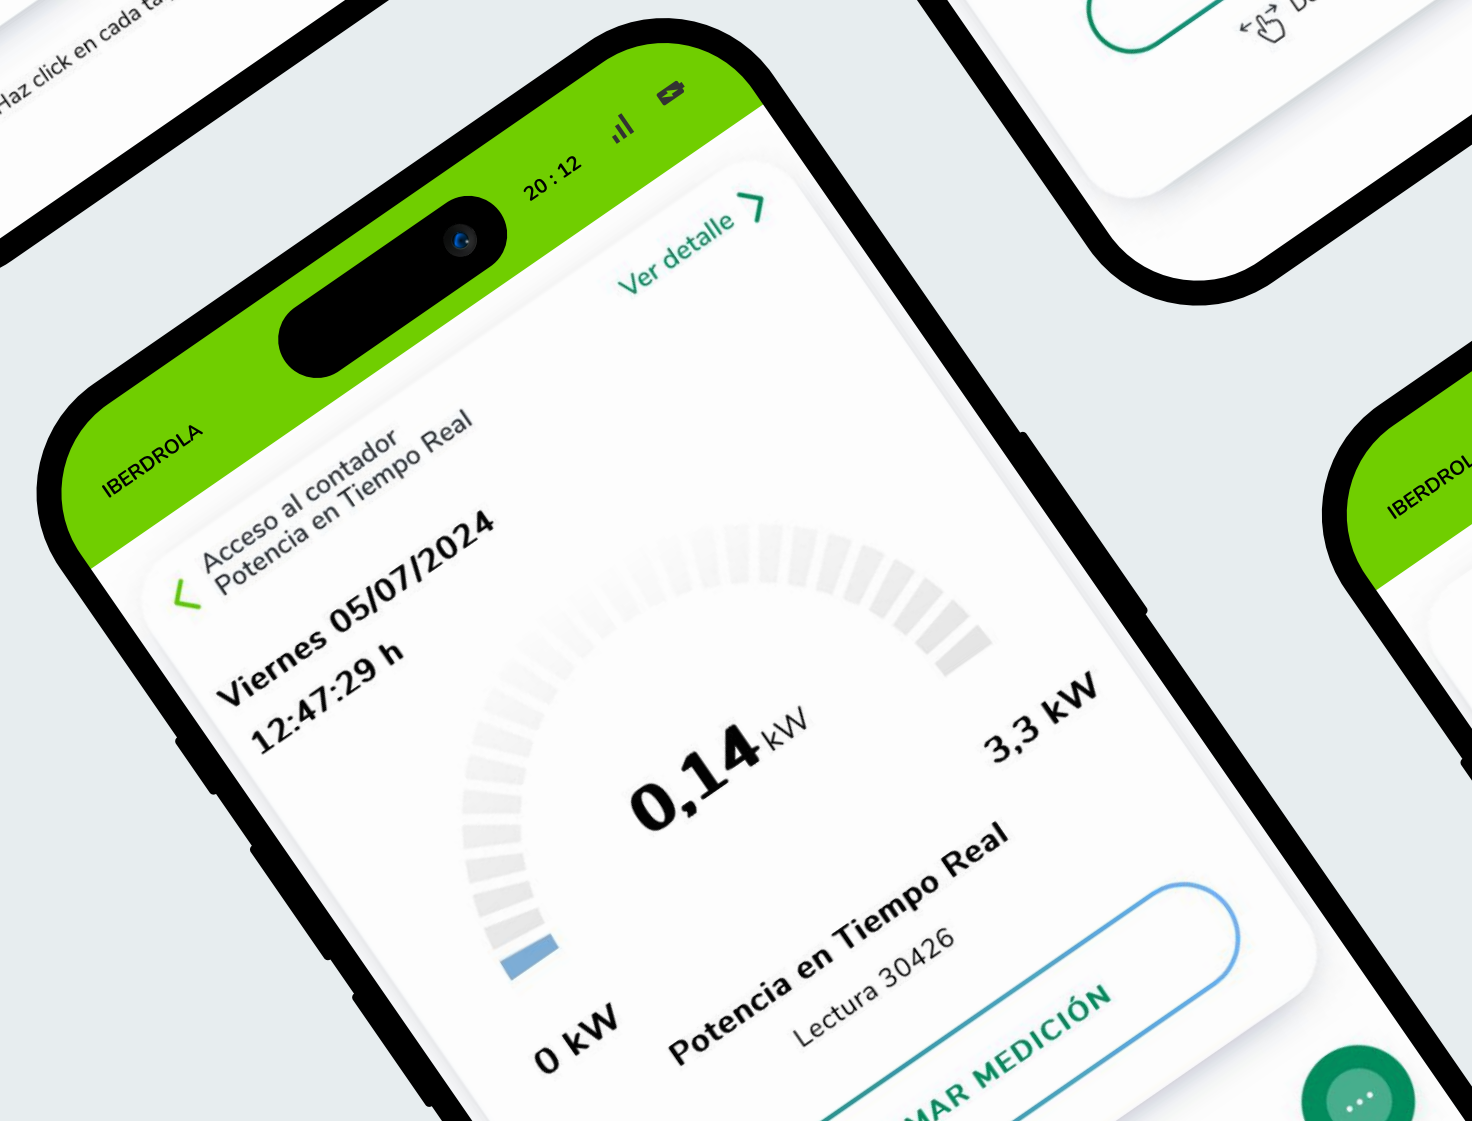 Haz click en cada
IBERDROLA
20:12
Ver detalle
Acceso al contador
Potencia en Tiempo Real
Viernes 05/07/2024
12:47:29 h
0,14 kW
0 kW
3,3 kW
Potencia en Tiempo Real
Lectura 30426
MAR MEDICIÓN
IBERDROL